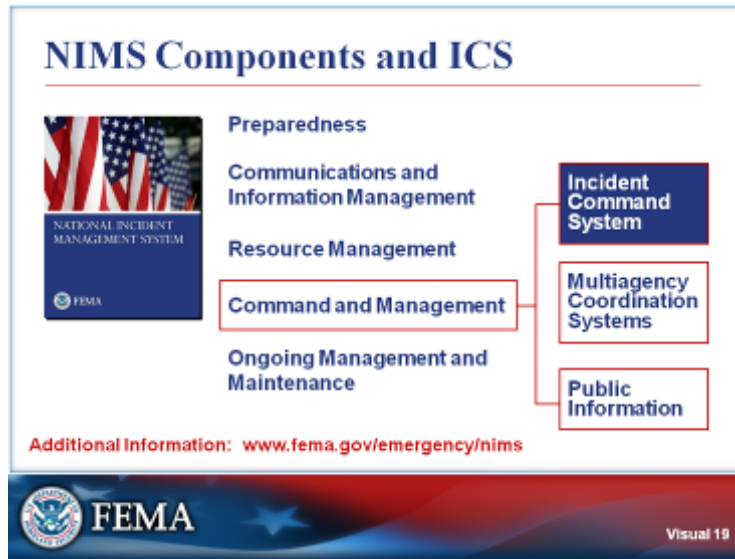 NIMS Components and ICS
NATIONAL INCIDENT
MANAGEMENT SYSTEM
FEMA
Preparedness
Communications and
Information Management
Resource Management
Command and Management
Ongoing Management and
Maintenance
Incident
Command
System
Multiagency
Coordination
Systems
Public
Information
Additional Information: www.fema.gov/emergency/nims
FEMA
Visual 19